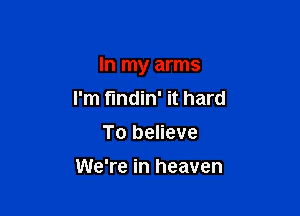 In my arms
I'm findin' it hard
To believe
We're in heaven